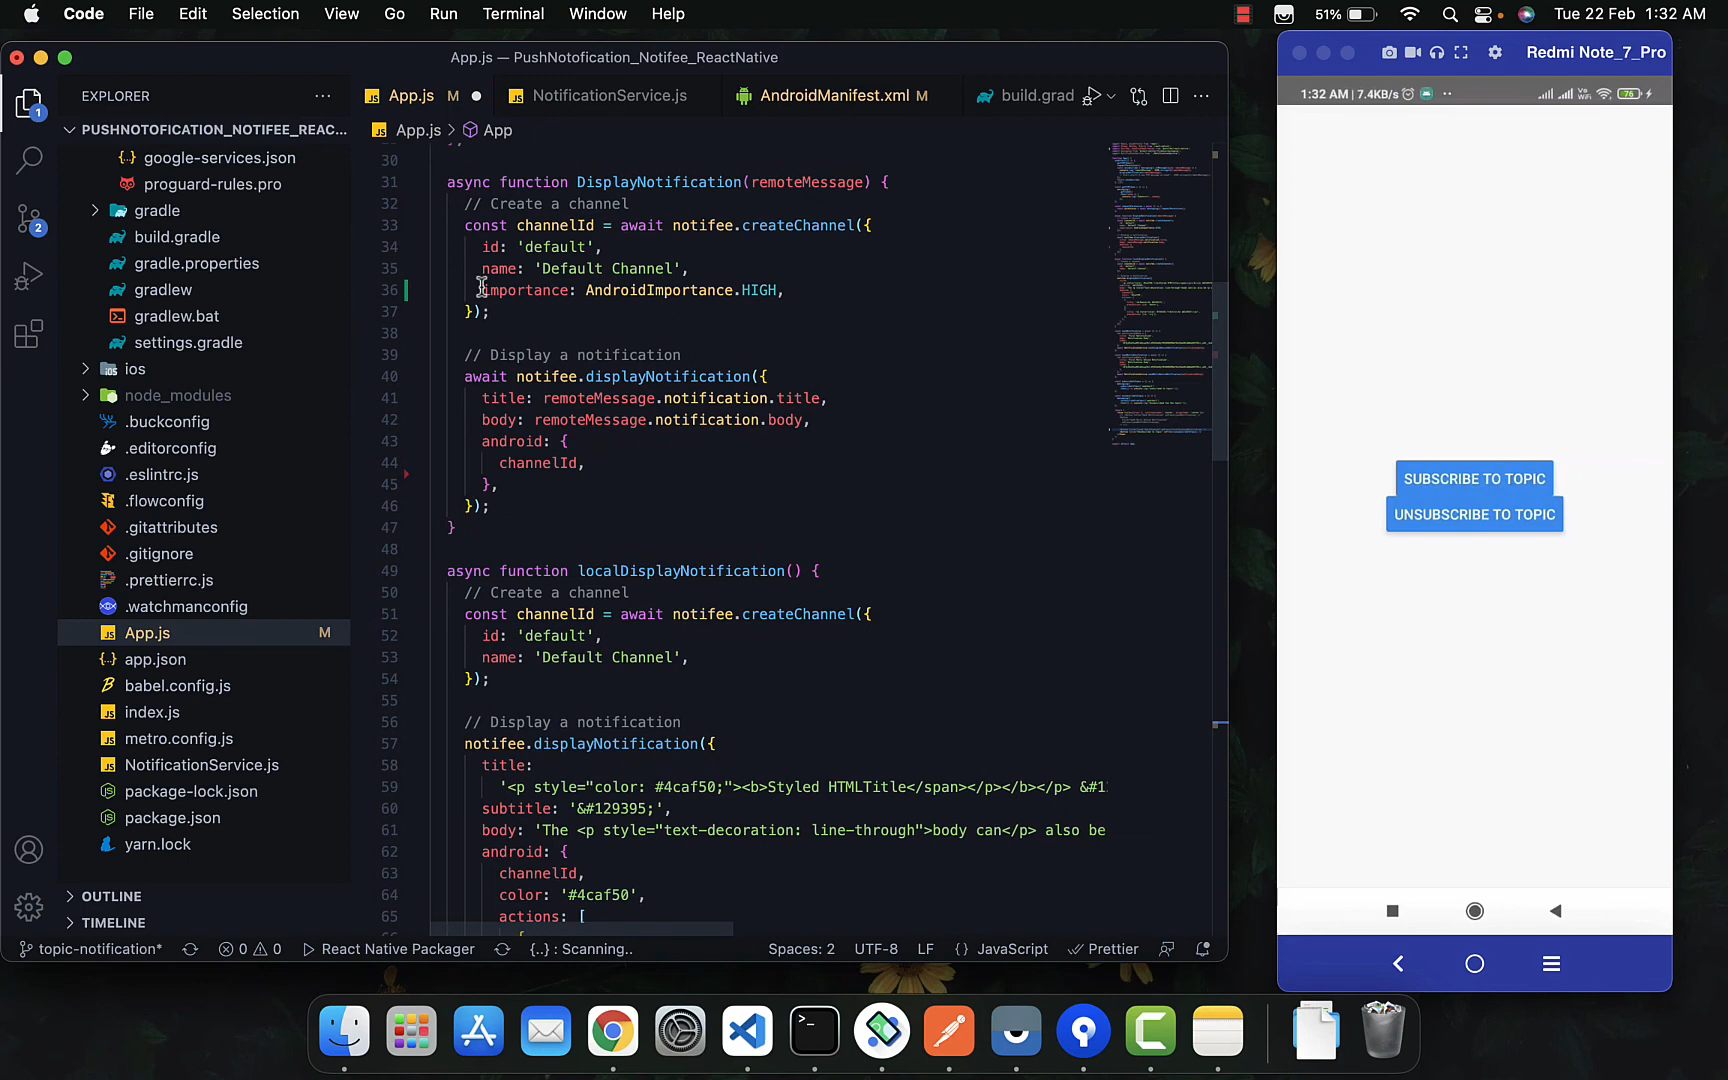 Code File Edit Selection View Go Run Terminal Window Help
51% Tue 22 Feb 1:32 AM
App.js — PushNotofication_Notifee_ReactNative
Redmi Note_7_Pro
EXPLORER
App.js M
NotificationService.js
AndroidManifest.xml M
build.grad
1:32 AM | 7.4KB/s
76
PUSHNOTOFICATION_NOTIFEE_REAC...
App.js > App
google-services.json
proguard-rules.pro
gradle
build.gradle
gradle.properties
gradlew
gradlew.bat
settings.gradle
ios
node_modules
.buckconfig
.editorconfig
.eslintrc.js
.flowconfig
.gitattributes
.gitignore
.prettierrc.js
.watchmanconfig
App.js M
app.json
babel.config.js
index.js
metro.config.js
NotificationService.js
package-lock.json
package.json
yarn.lock
OUTLINE
TIMELINE
1
2
30
31 async function DisplayNotification(remoteMessage) {
32 // Create a channel
33 const channelId = await notifee.createChannel({
34 id: 'default',
35 name: 'Default Channel',
36 importance: AndroidImportance.HIGH,
37 });
38
39 // Display a notification
40 await notifee.displayNotification({
41 title: remoteMessage.notification.title,
42 body: remoteMessage.notification.body,
43 android: {
44 channelId,
45 },
46 });
47 }
48
49 async function localDisplayNotification() {
50 // Create a channel
51 const channelId = await notifee.createChannel({
52 id: 'default',
53 name: 'Default Channel',
54 });
55
56 // Display a notification
57 notifee.displayNotification({
58 title:
59 '<p style="color: #4caf50;"><b>Styled HTMLTitle</span></p></b></p> &#1
60 subtitle: '&#129395;',
61 body: 'The <p style="text-decoration: line-through">body can</p> also be
62 android: {
63 channelId,
64 color: '#4caf50',
65 actions: [
{
SUBSCRIBE TO TOPIC
UNSUBSCRIBE TO TOPIC
topic-notification* 0 0 React Native Packager {..} : Scanning.. Spaces: 2 UTF-8 LF {} JavaScript Prettier